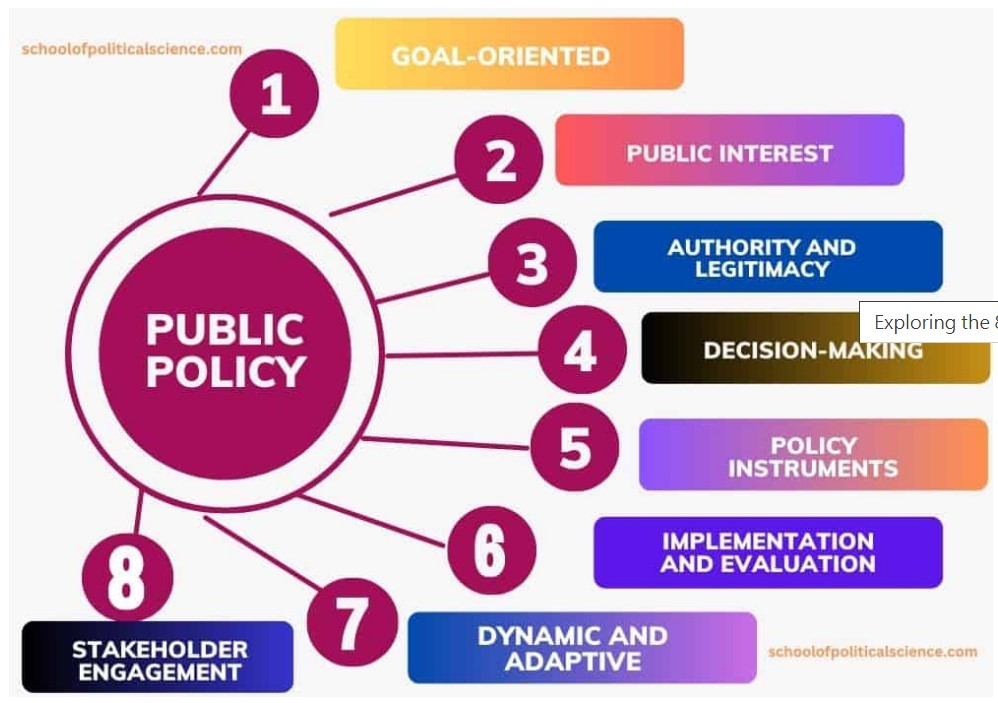 schoolofpoliticalscience.com
1
GOAL-ORIENTED
2
PUBLIC INTEREST
3
AUTHORITY AND
LEGITIMACY
Exploring the
4
DECISION-MAKING
PUBLIC
POLICY
5
POLICY
INSTRUMENTS
6
IMPLEMENTATION
AND EVALUATION
7
DYNAMIC AND
ADAPTIVE
8
STAKEHOLDER
ENGAGEMENT
schoolofpoliticalscience.com